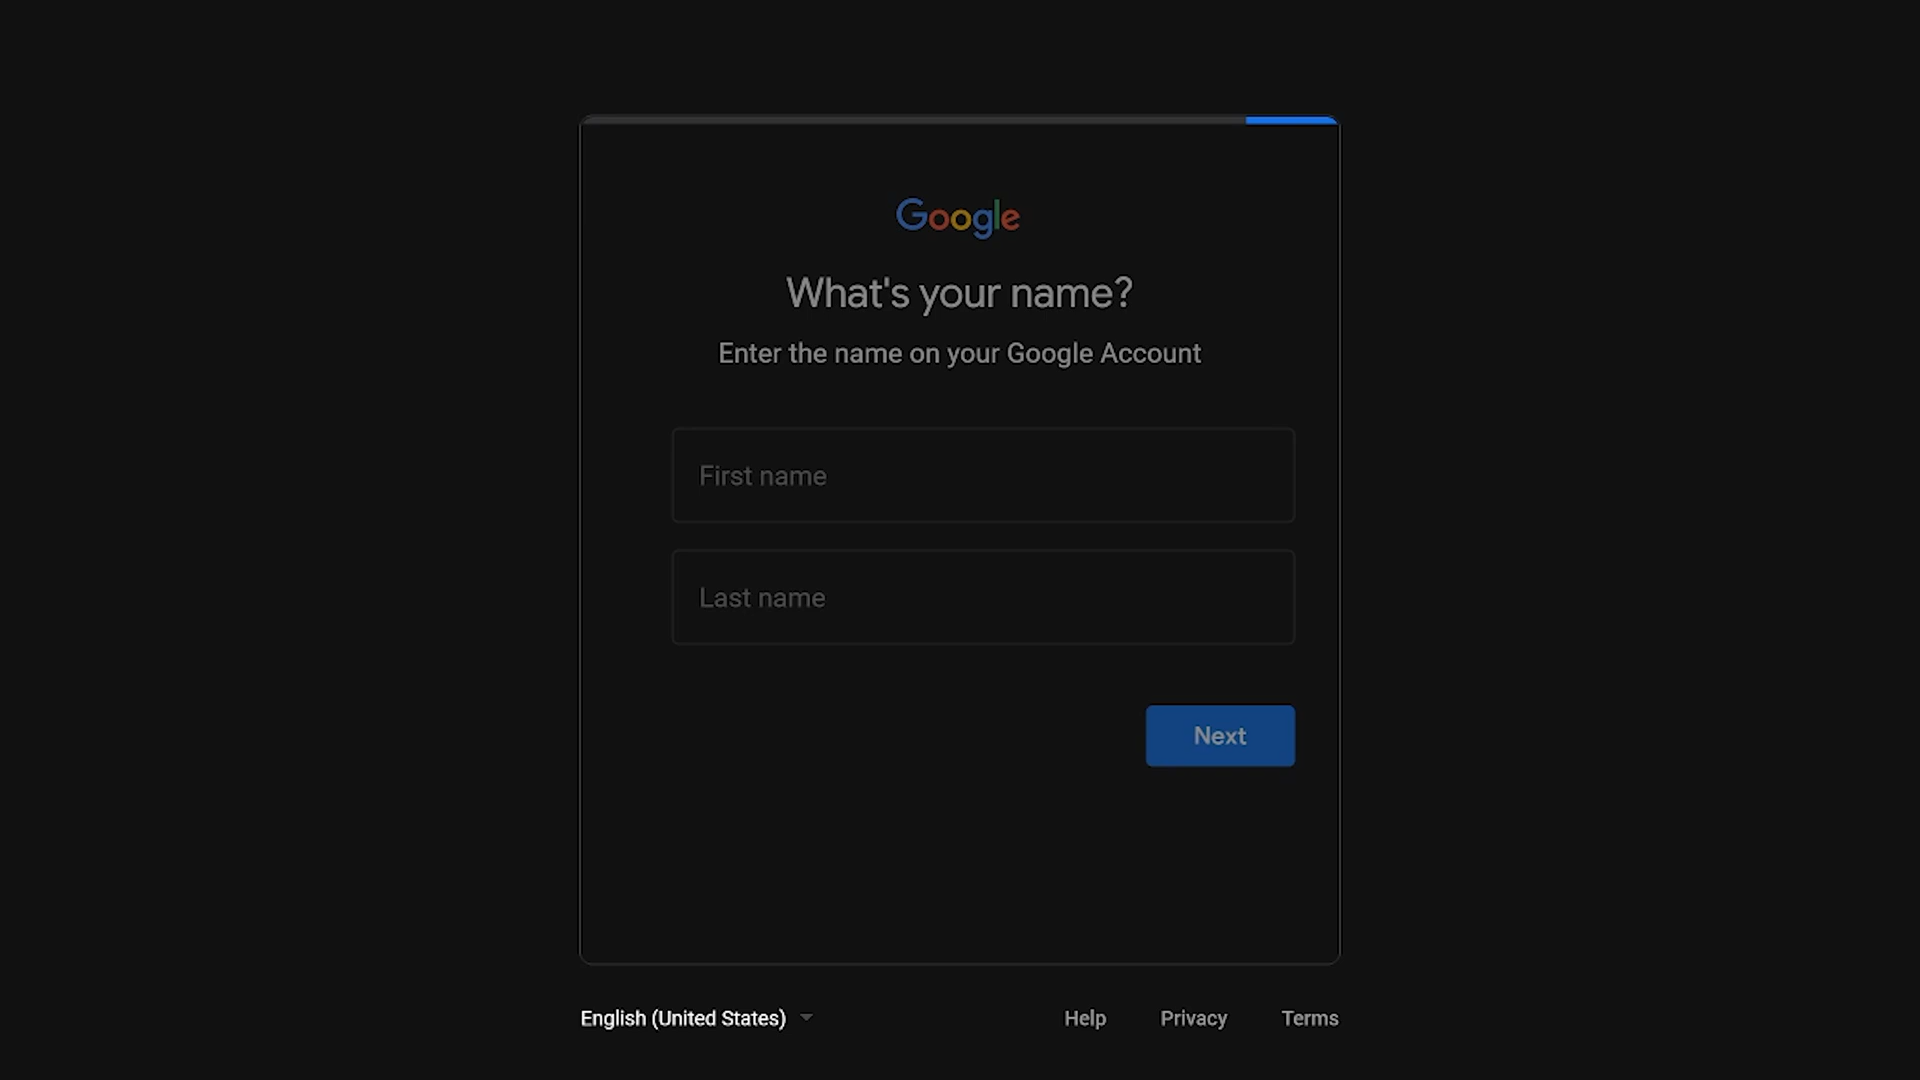 Google
What's your name?
Enter the name on your Google Account
First name
Last name
Next
English (United States)
Help
Privacy
Terms